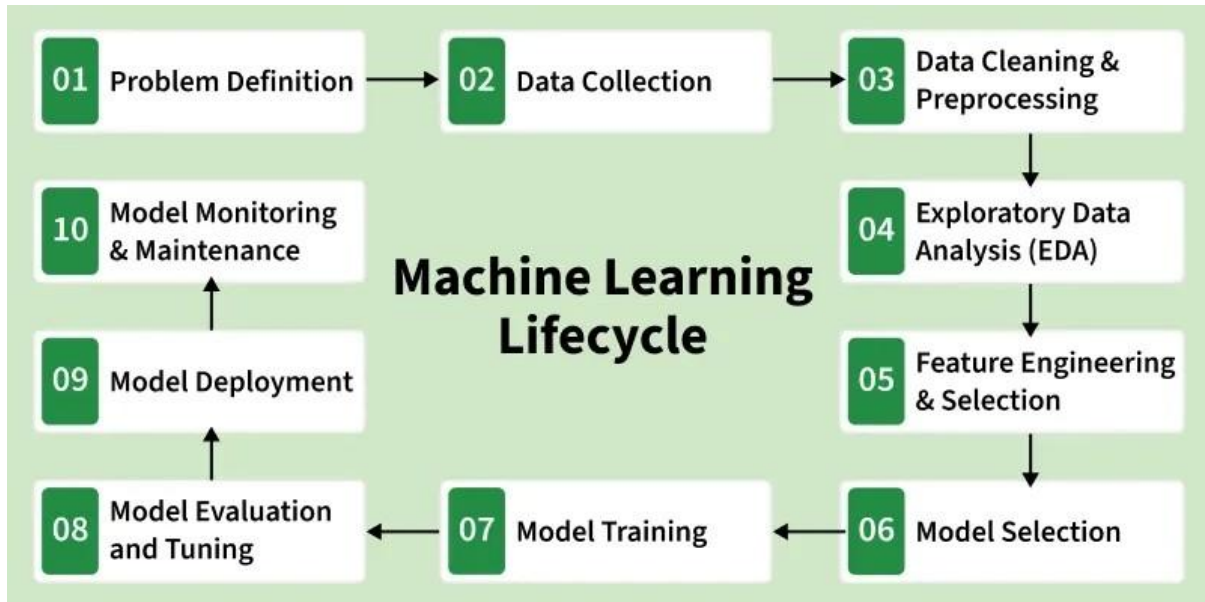 01 Problem Definition
02 Data Collection
03 Data Cleaning &
Preprocessing
04 Exploratory Data
Analysis (EDA)
05 Feature Engineering
& Selection
06 Model Selection
07 Model Training
08 Model Evaluation
and Tuning
09 Model Deployment
10 Model Monitoring
& Maintenance
Machine Learning
Lifecycle